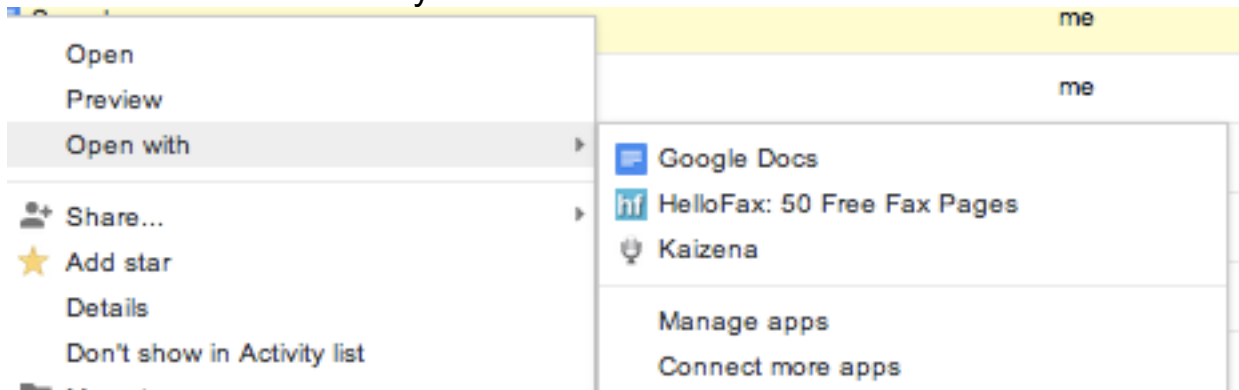 me
Open
Preview
me
Open with
Google Docs
hf HelloFax: 50 Free Fax Pages
Kaizena
Share...
Add star
Details
Don't show in Activity list
Manage apps
Connect more apps